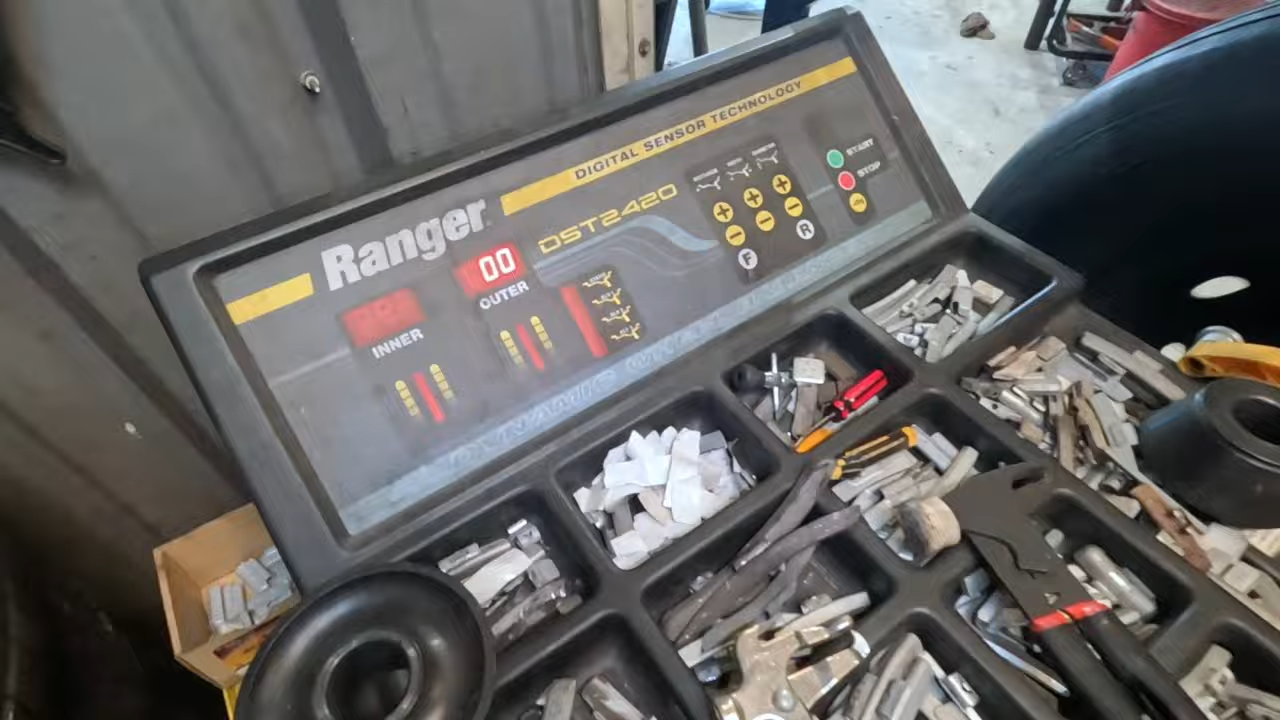 DIGITAL SENSOR TECHNOLOGY
Ranger
DST2420
START
STOP
00
OUTER
INNER
F
R